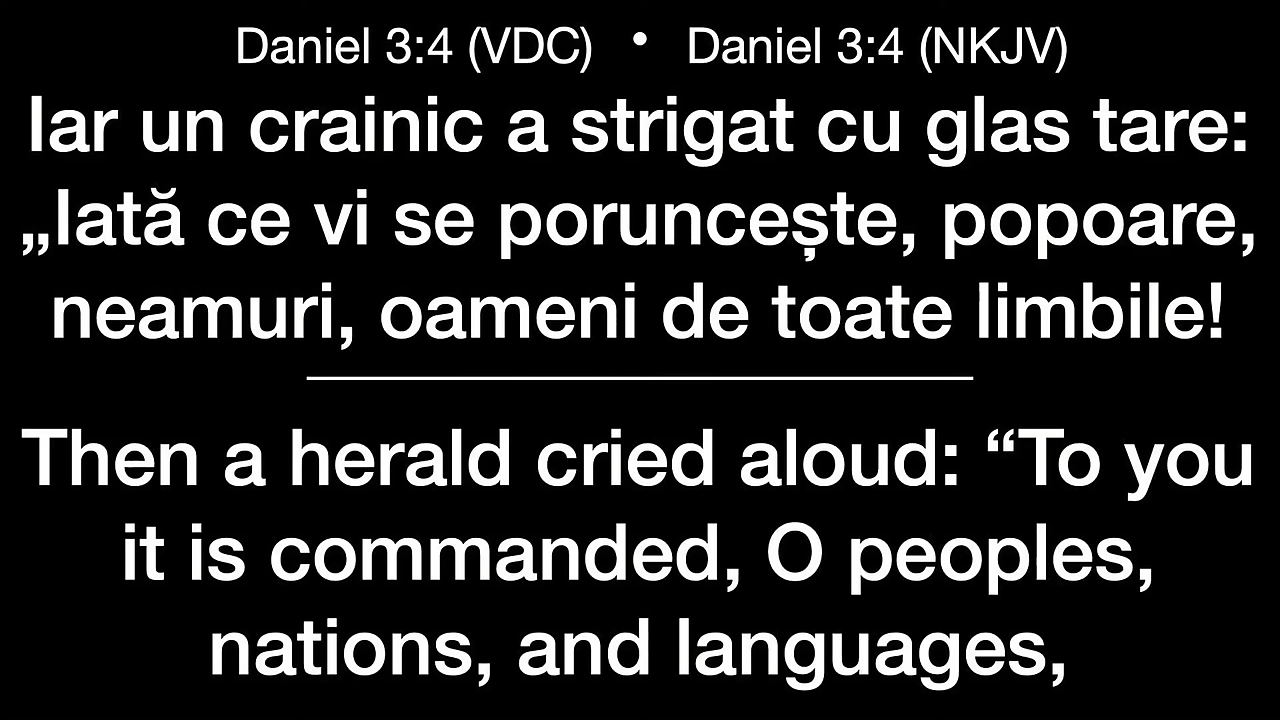 Daniel 3:4 (VDC) • Daniel 3:4 (NKJV)
Iar un crainic a strigat cu glas tare:
„Iată ce vi se poruncește, popoare,
neamuri, oameni de toate limbile!
Then a herald cried aloud: “To you
it is commanded, O peoples,
nations, and languages,